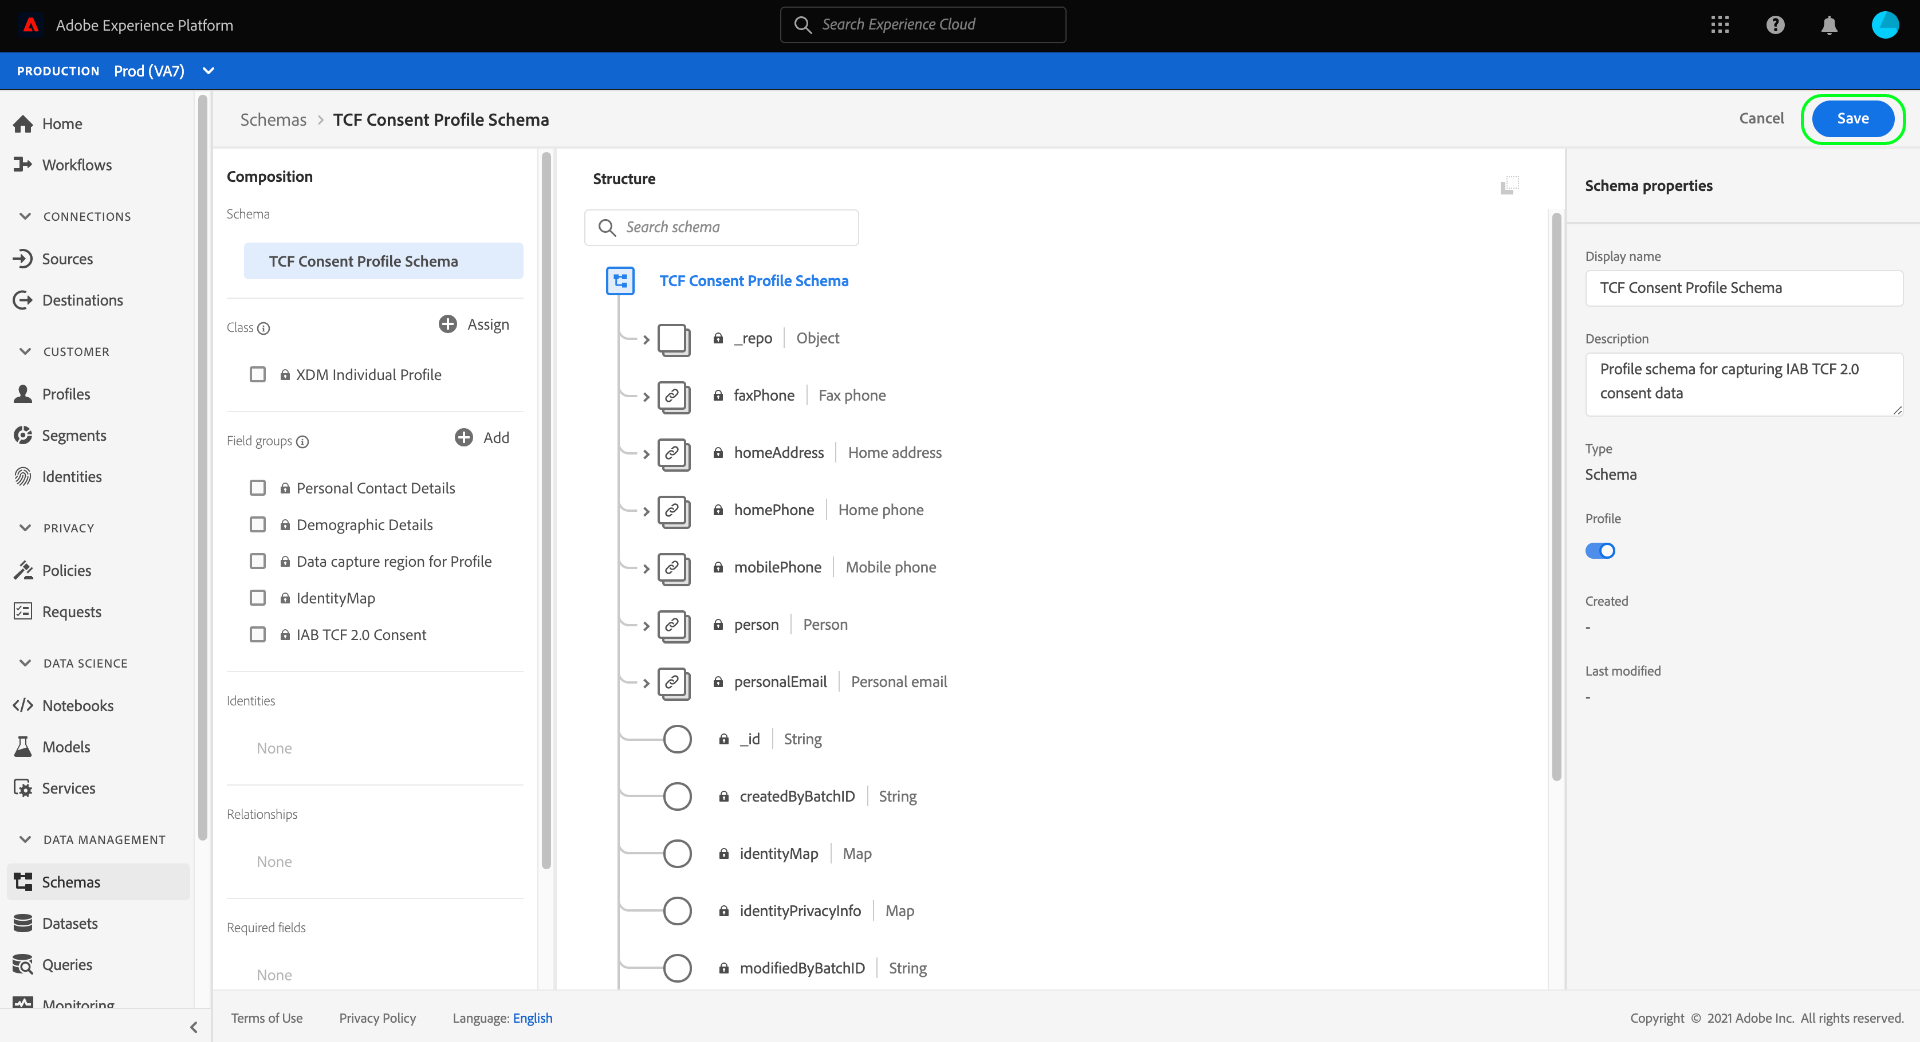 Adobe Experience Platform
Search Experience Cloud
PRODUCTION Prod (VA7)
Home
Workflows
CONNECTIONS
Sources
Destinations
CUSTOMER
Profiles
Segments
Identities
PRIVACY
Policies
Requests
DATA SCIENCE
Notebooks
Models
Services
DATA MANAGEMENT
Schemas
Datasets
Queries
Monitoring
Schemas > TCF Consent Profile Schema
Cancel
Save
Composition
Schema
TCF Consent Profile Schema
Class
Assign
XDM Individual Profile
Field groups
Add
Personal Contact Details
Demographic Details
Data capture region for Profile
IdentityMap
IAB TCF 2.0 Consent
Identities
None
Relationships
None
Required fields
None
Structure
Search schema
TCF Consent Profile Schema
_repo | Object
faxPhone | Fax phone
homeAddress | Home address
homePhone | Home phone
mobilePhone | Mobile phone
person | Person
personalEmail | Personal email
_id | String
createdByBatchID | String
identityMap | Map
identityPrivacyInfo | Map
modifiedByBatchID | String
Schema properties
Display name
TCF Consent Profile Schema
Description
Profile schema for capturing IAB TCF 2.0
consent data
Type
Schema
Profile
Created
-
Last modified
-
Terms of Use
Privacy Policy
Language: English
Copyright © 2021 Adobe Inc. All rights reserved.